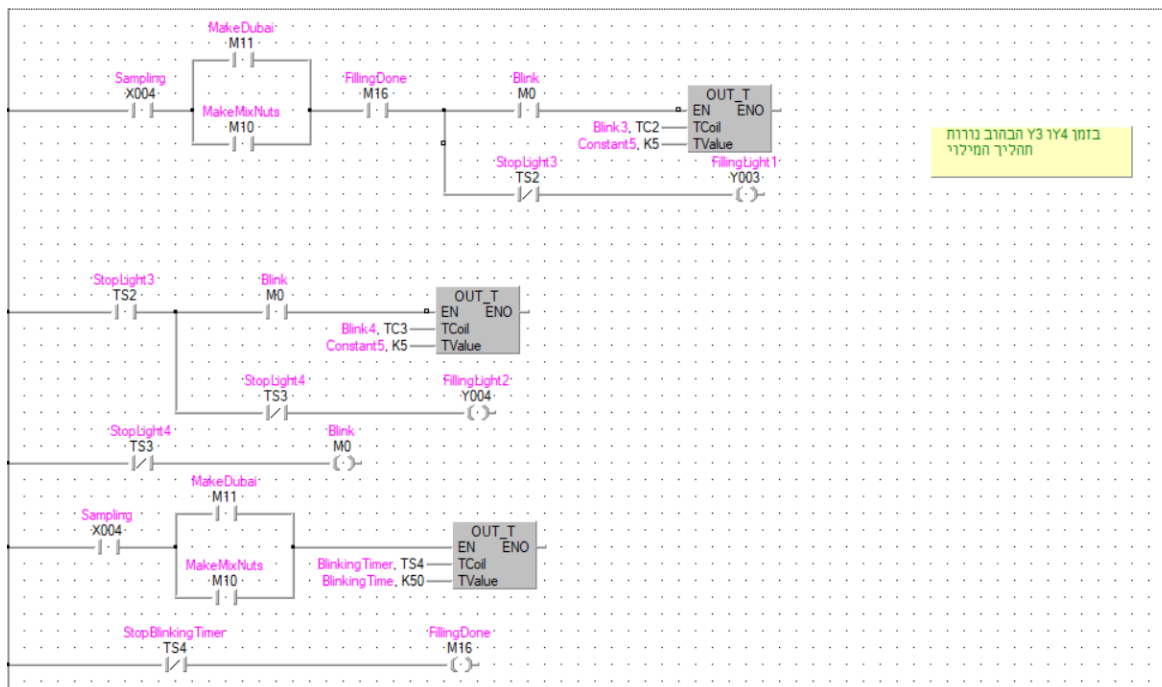 MakeDubai
M11
Sampling
X004
FillingDone
M16
Blink
M0
MakeMixNuts
M10
OUT_T
EN ENO
Blink3, TC2 TCoil
Constant5, K5 TValue
בזמן Y4ו Y3 הבהוב נורות
תהליך המילוי
StopLight3
TS2
FillingLight1
Y003
StopLight3
TS2
Blink
M0
OUT_T
EN ENO
Blink4, TC3 TCoil
Constant5, K5 TValue
StopLight4
TS3
FillingLight2
Y004
StopLight4
TS3
Blink
M0
MakeDubai
M11
Sampling
X004
OUT_T
EN ENO
MakeMixNuts
M10
BlinkingTimer, TS4 TCoil
BlinkingTime, K50 TValue
StopBlinkingTimer
TS4
FillingDone
M16